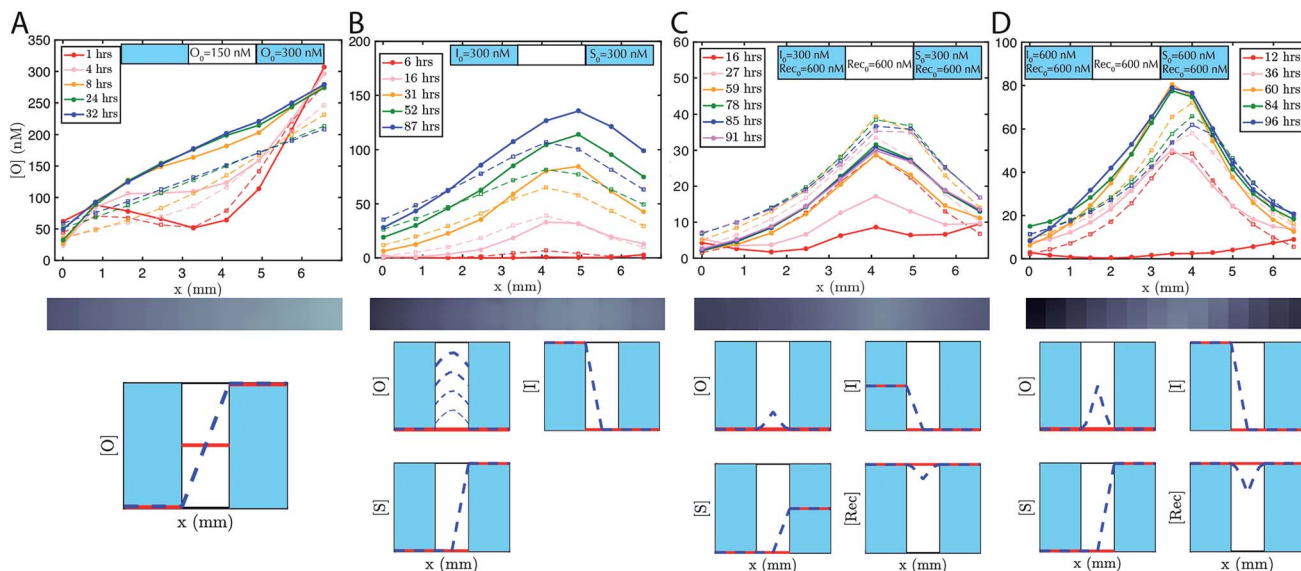 A
O₀=150 nM
O₀=300 nM
1 hrs
4 hrs
8 hrs
24 hrs
32 hrs
350
300
250
200
150
100
50
0
[O] (nM)
0
1
2
3
4
5
6
x (mm)
[O]
x (mm)
B
I₀=300 nM
S₀=300 nM
6 hrs
16 hrs
31 hrs
52 hrs
87 hrs
200
150
100
50
0
0
1
2
3
4
5
6
x (mm)
[O]
[I]
[S]
x (mm)
C
I₀=300 nM
Rec₀=600 nM
Rec₀=600 nM
S₀=300 nM
Rec₀=600 nM
16 hrs
27 hrs
59 hrs
78 hrs
85 hrs
91 hrs
60
50
40
30
20
10
0
0
1
2
3
4
5
6
x (mm)
[O]
[I]
[S]
[Rec]
x (mm)
x (mm)
D
I₀=600 nM
Rec₀=600 nM
Rec₀=600 nM
S₀=600 nM
Rec₀=600 nM
12 hrs
36 hrs
60 hrs
84 hrs
96 hrs
100
80
60
40
20
0
0
1
2
3
4
5
6
x (mm)
[O]
[I]
[S]
[Rec]
x (mm)
x (mm)